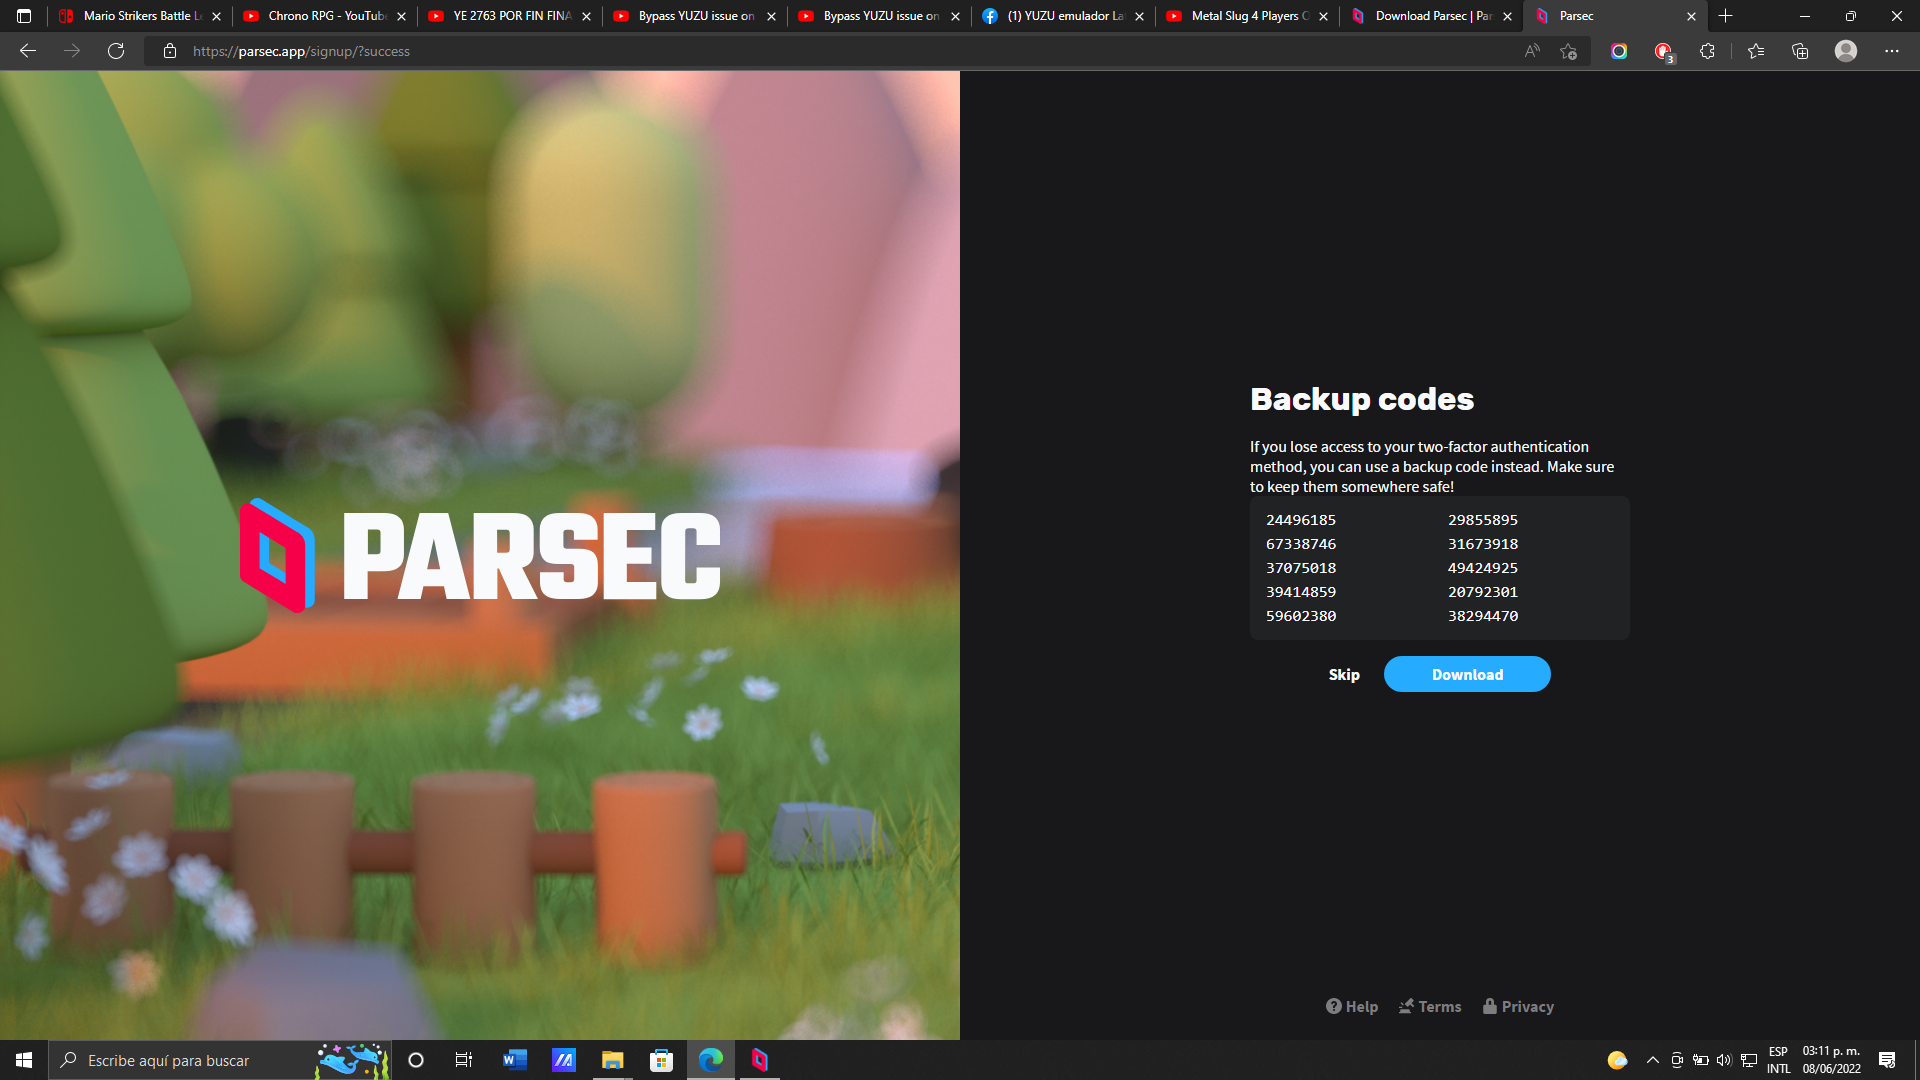 Mario Strikers Battle Le
Chrono RPG - YouTube
YE 2763 POR FIN FINA
Bypass YUZU issue on
Bypass YUZU issue on
(1) YUZU emulador La
Metal Slug 4 Players O
Download Parsec | Par
Parsec
https://parsec.app/signup/?success
3
PARSEC
Backup codes
If you lose access to your two-factor authentication
method, you can use a backup code instead. Make sure
to keep them somewhere safe!
24496185 29855895
67338746 31673918
37075018 49424925
39414859 20792301
59602380 38294470
Skip Download
Help Terms Privacy
Escribe aquí para buscar
ESP 03:11 p. m.
INTL 08/06/2022